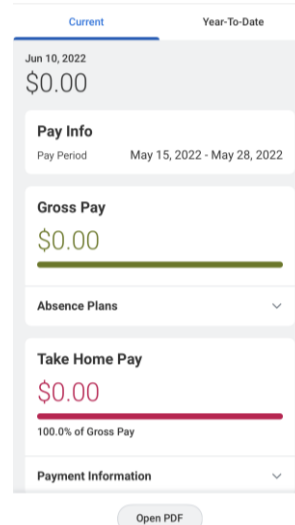 Current Year-To-Date
Jun 10, 2022
$0.00
Pay Info
Pay Period May 15, 2022 - May 28, 2022
Gross Pay
$0.00
Absence Plans
Take Home Pay
$0.00
100.0% of Gross Pay
Payment Information
Open PDF